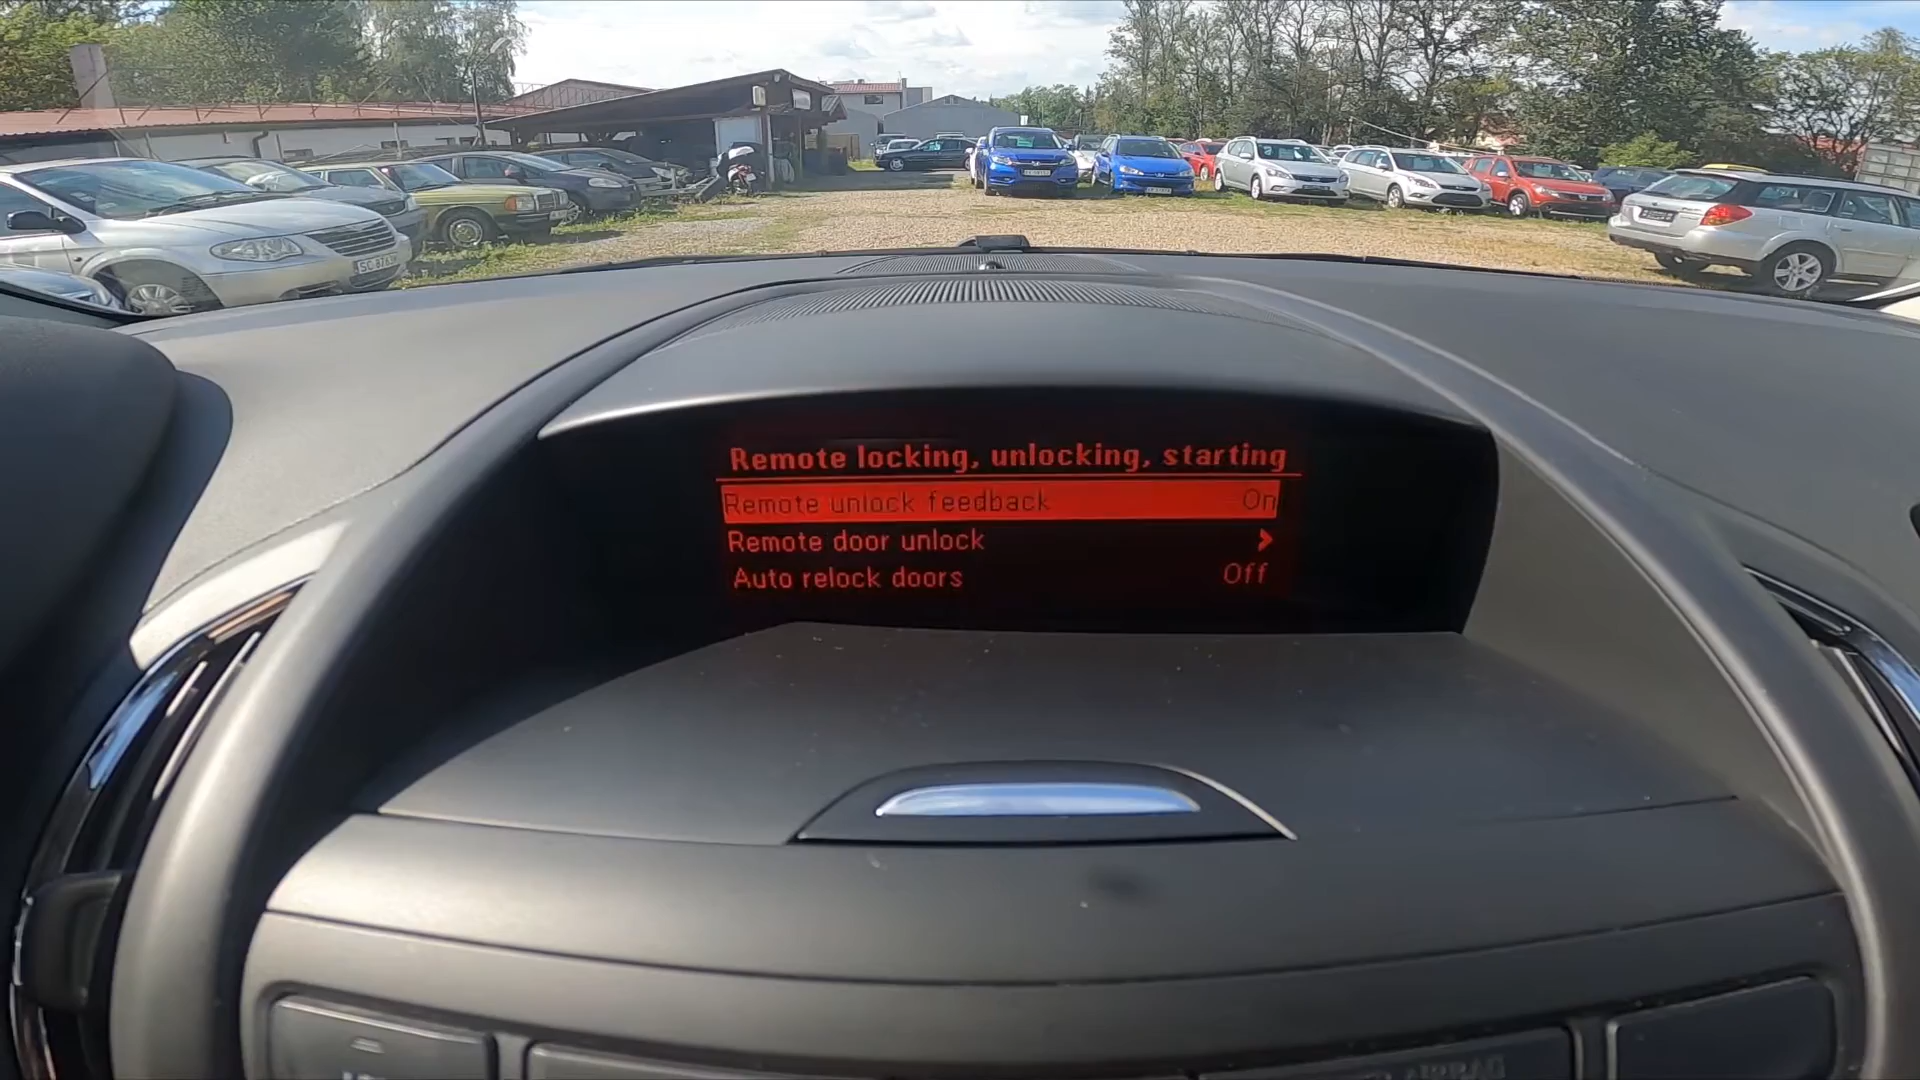 Remote locking, unlocking, starting
Remote unlock feedback On
Remote door unlock >
Auto relock doors Off